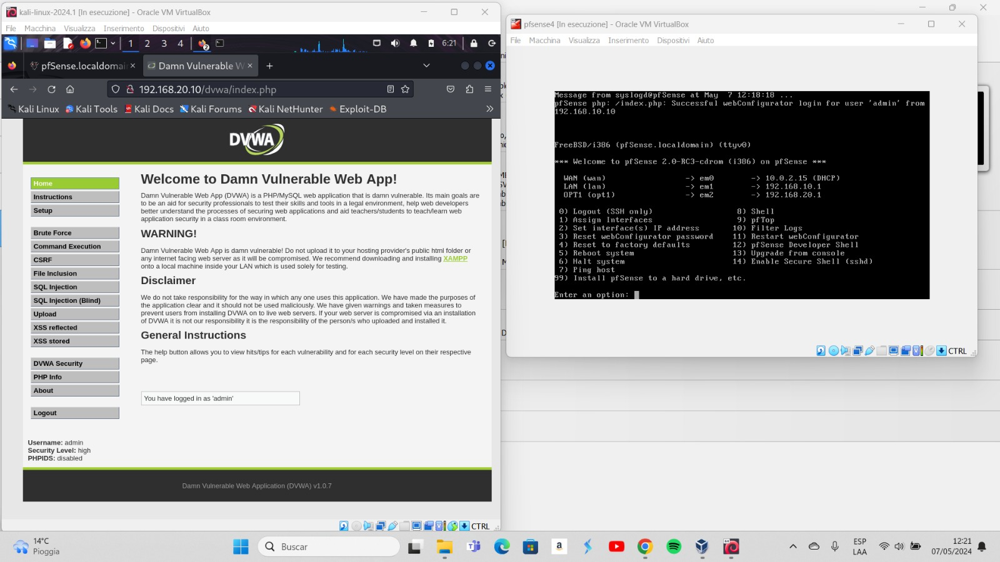 kali-linux-2024.1 [In esecuzione] - Oracle VM VirtualBox
File Macchina Visualizza Inserimento Dispositivi Aiuto
1 2 3 4 2 6:21
pfSense.localdomai Damn Vulnerable W
192.168.20.10/dvwa/index.php
Kali Linux Kali Tools Kali Docs Kali Forums Kali NetHunter Exploit-DB
DVWA
Home
Instructions
Setup
Brute Force
Command Execution
CSRF
File Inclusion
SQL Injection
SQL Injection (Blind)
Upload
XSS reflected
XSS stored
DVWA Security
PHP Info
About
Logout
Welcome to Damn Vulnerable Web App!
Damn Vulnerable Web App (DVWA) is a PHP/MySQL web application that is damn vulnerable. Its main goals are
to be an aid for security professionals to test their skills and tools in a legal environment, help web developers
better understand the processes of securing web applications and aid teachers/students to teach/learn web
application security in a class room environment.
WARNING!
Damn Vulnerable Web App is damn vulnerable! Do not upload it to your hosting provider's public html folder or
any internet facing web server as it will be compromised. We recommend downloading and installing XAMPP
onto a local machine inside your LAN which is used solely for testing.
Disclaimer
We do not take responsibility for the way in which any one uses this application. We have made the purposes of
the application clear and it should not be used maliciously. We have given warnings and taken measures to
prevent users from installing DVWA on to live web servers. If your web server is compromised via an installation
of DVWA it is not our responsibility it is the responsibility of the person/s who uploaded and installed it.
General Instructions
The help button allows you to view hits/tips for each vulnerability and for each security level on their respective
page.
You have logged in as 'admin'
Username: admin
Security Level: high
PHPIDS: disabled
Damn Vulnerable Web Application (DVWA) v1.0.7
CTRL
pfsense4 [In esecuzione] - Oracle VM VirtualBox
File Macchina Visualizza Inserimento Dispositivi Aiuto
Message from syslogd@pfSense at May 7 12:18:18 ...
pfSense php: /index.php: Successful webConfigurator login for user 'admin' from
192.168.10.10
FreeBSD/i386 (pfSense.localdomain) (ttyv0)
*** Welcome to pfSense 2.0-RC3-cdrom (i386) on pfSense ***
WAN (wan) -> em0 -> 10.0.2.15 (DHCP)
LAN (lan) -> em1 -> 192.168.10.1
OPT1 (opt1) -> em2 -> 192.168.20.1
0) Logout (SSH only) 8) Shell
1) Assign Interfaces 9) pfTop
2) Set interface(s) IP address 10) Filter Logs
3) Reset webConfigurator password 11) Restart webConfigurator
4) Reset to factory defaults 12) pfSense Developer Shell
5) Reboot system 13) Upgrade from console
6) Halt system 14) Enable Secure Shell (sshd)
7) Ping host
99) Install pfSense to a hard drive, etc.
Enter an option:
CTRL
14°C
Pioggia
Buscar
ESP
LAA
12:21
07/05/2024